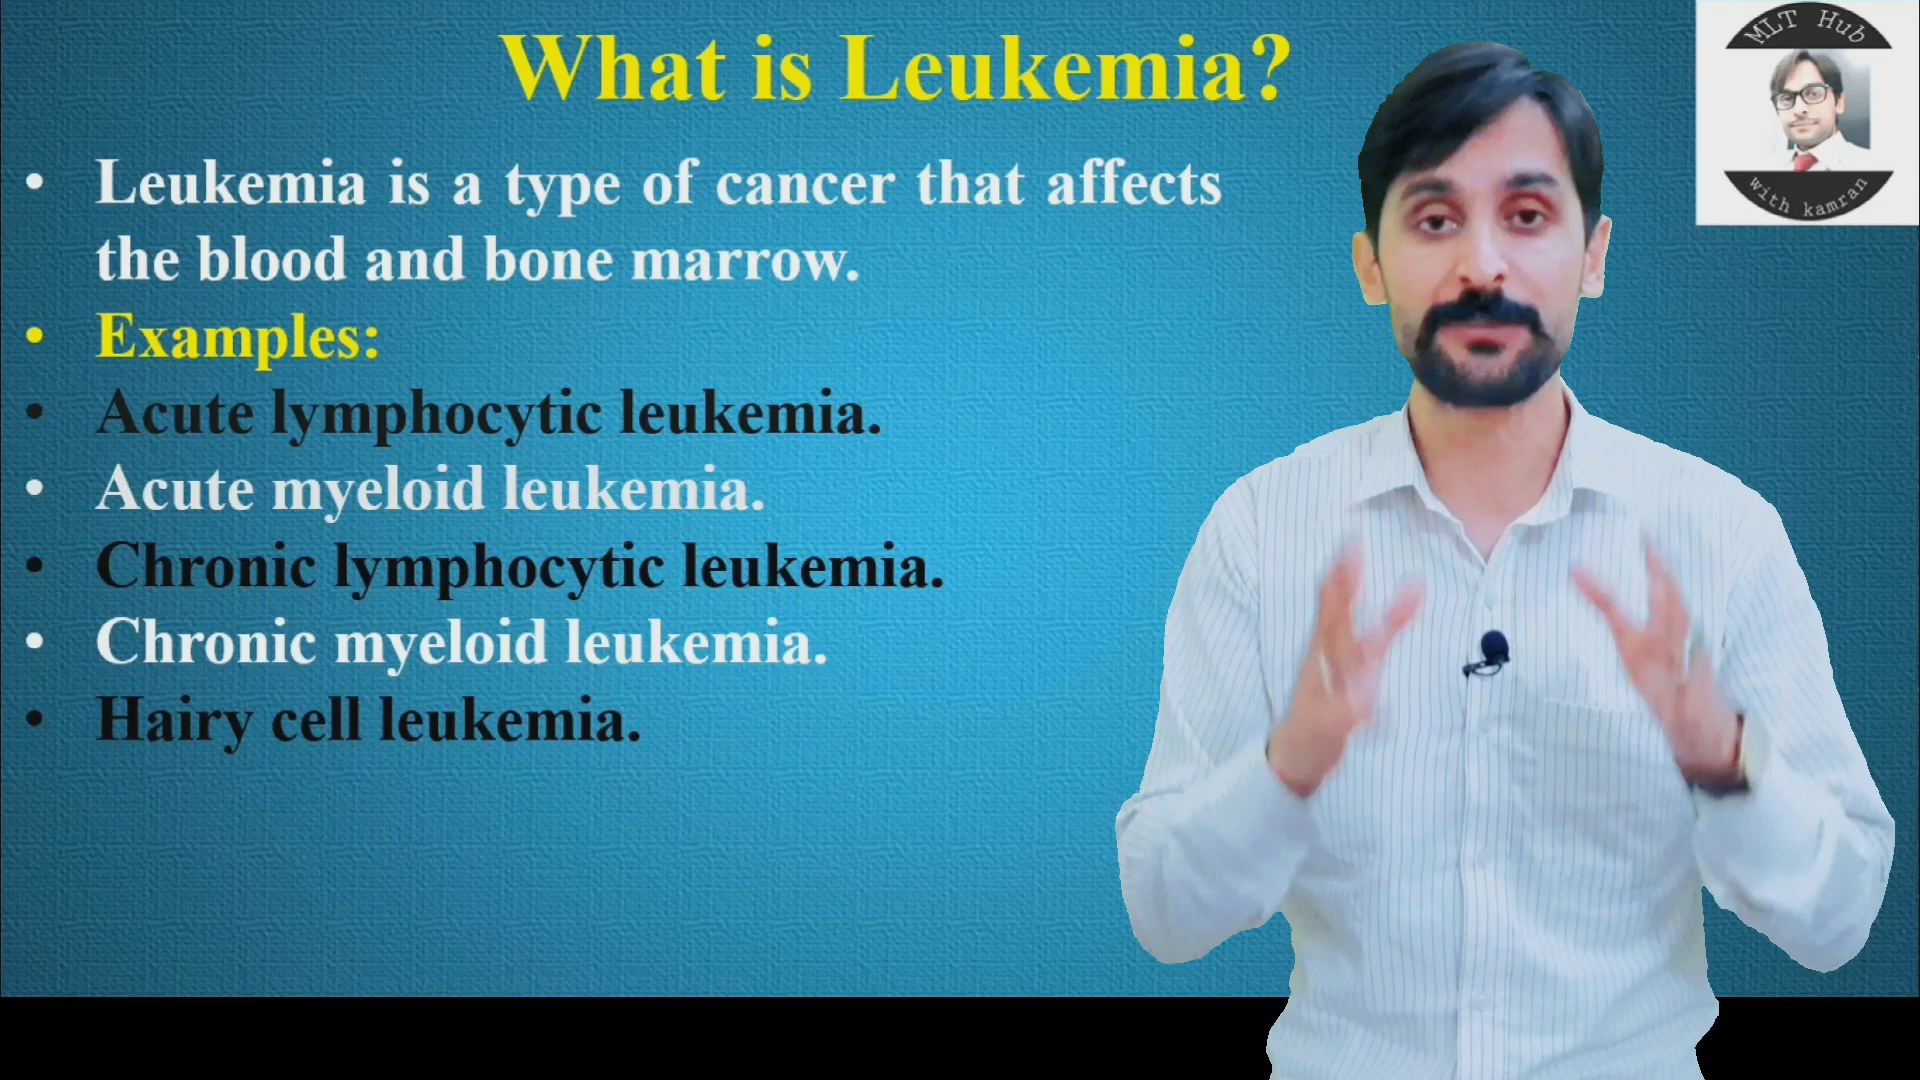 What is Leukemia?
MLT Hub
with kamran
• Leukemia is a type of cancer that affects
the blood and bone marrow.
• Examples:
• Acute lymphocytic leukemia.
• Acute myeloid leukemia.
• Chronic lymphocytic leukemia.
• Chronic myeloid leukemia.
• Hairy cell leukemia.